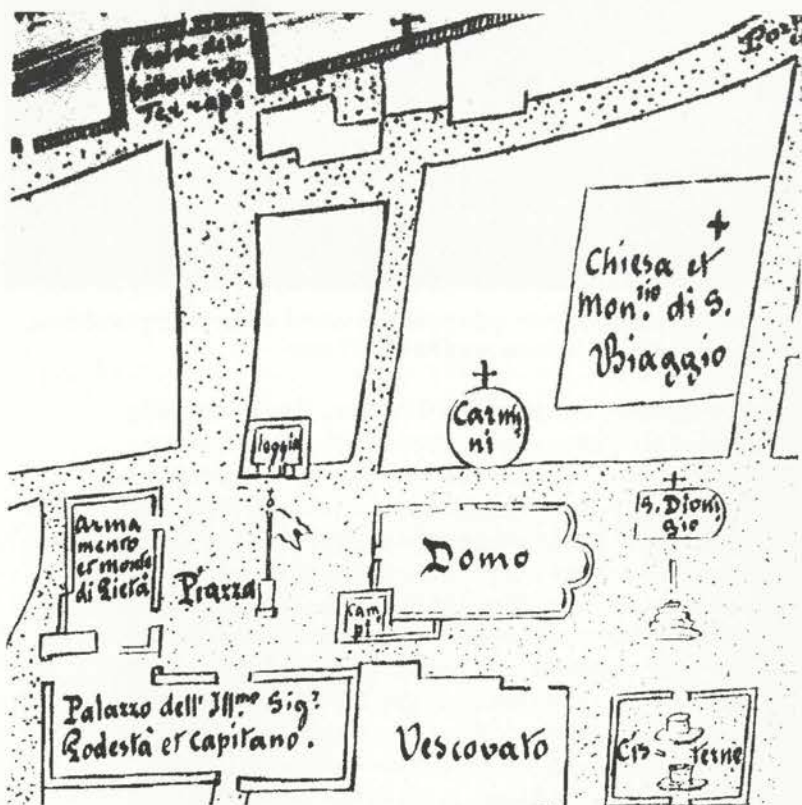 Porp
Chiesa et
Mon.rio di S.
Biaggio
Carmi
ni
loggia
S. Dioni
gio
Arma
mento
et monte
di Pietà
Piazza
Domo
Kam
pi
Palazzo dell' Ill.mo Sig.r
Podestà et Capitano.
Vescovato
Cis- terne